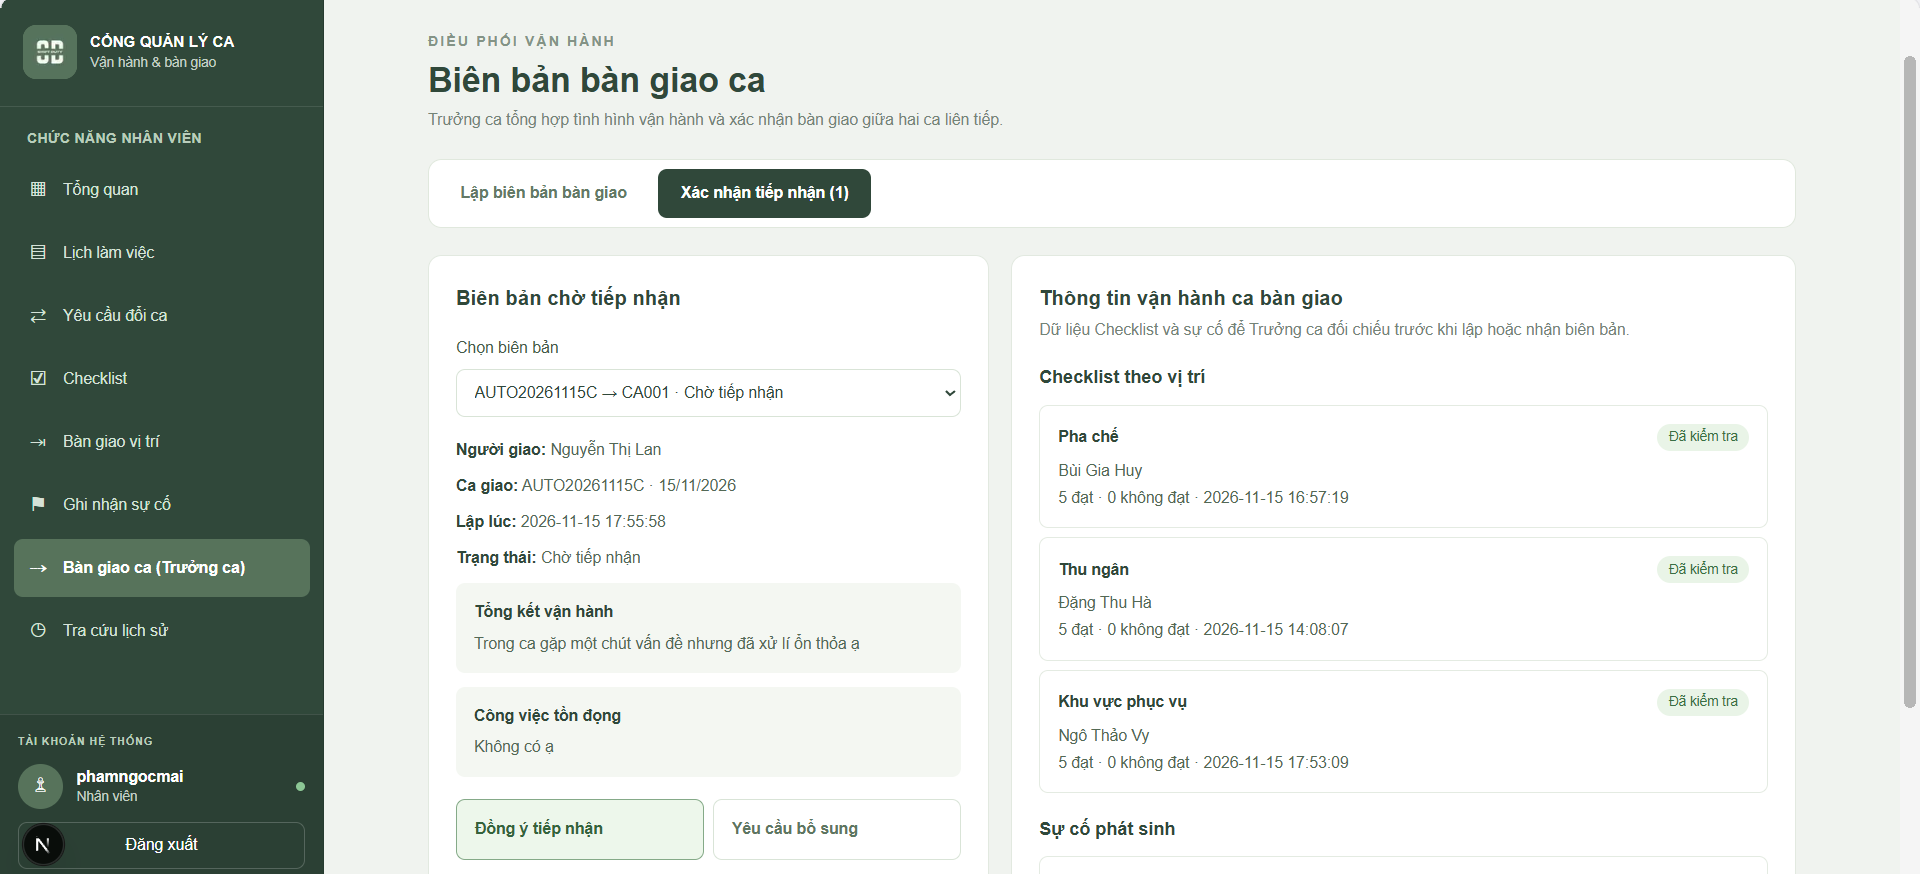 CỔNG QUẢN LÝ CA
Vận hành & bàn giao
CHỨC NĂNG NHÂN VIÊN
Tổng quan
Lịch làm việc
Yêu cầu đổi ca
Checklist
Bàn giao vị trí
Ghi nhận sự cố
Bàn giao ca (Trưởng ca)
Tra cứu lịch sử
TÀI KHOẢN HỆ THỐNG
phamngocmai
Nhân viên
N
Đăng xuất
ĐIỀU PHỐI VẬN HÀNH
Biên bản bàn giao ca
Trưởng ca tổng hợp tình hình vận hành và xác nhận bàn giao giữa hai ca liên tiếp.
Lập biên bản bàn giao
Xác nhận tiếp nhận (1)
Biên bản chờ tiếp nhận
Chọn biên bản
AUTO20261115C → CA001 · Chờ tiếp nhận
Người giao: Nguyễn Thị Lan
Ca giao: AUTO20261115C · 15/11/2026
Lập lúc: 2026-11-15 17:55:58
Trạng thái: Chờ tiếp nhận
Tổng kết vận hành
Trong ca gặp một chút vấn đề nhưng đã xử lí ổn thỏa ạ
Công việc tồn đọng
Không có ạ
Đồng ý tiếp nhận
Yêu cầu bổ sung
Thông tin vận hành ca bàn giao
Dữ liệu Checklist và sự cố để Trưởng ca đối chiếu trước khi lập hoặc nhận biên bản.
Checklist theo vị trí
Pha chế
Đã kiểm tra
Bùi Gia Huy
5 đạt · 0 không đạt · 2026-11-15 16:57:19
Thu ngân
Đã kiểm tra
Đặng Thu Hà
5 đạt · 0 không đạt · 2026-11-15 14:08:07
Khu vực phục vụ
Đã kiểm tra
Ngô Thảo Vy
5 đạt · 0 không đạt · 2026-11-15 17:53:09
Sự cố phát sinh